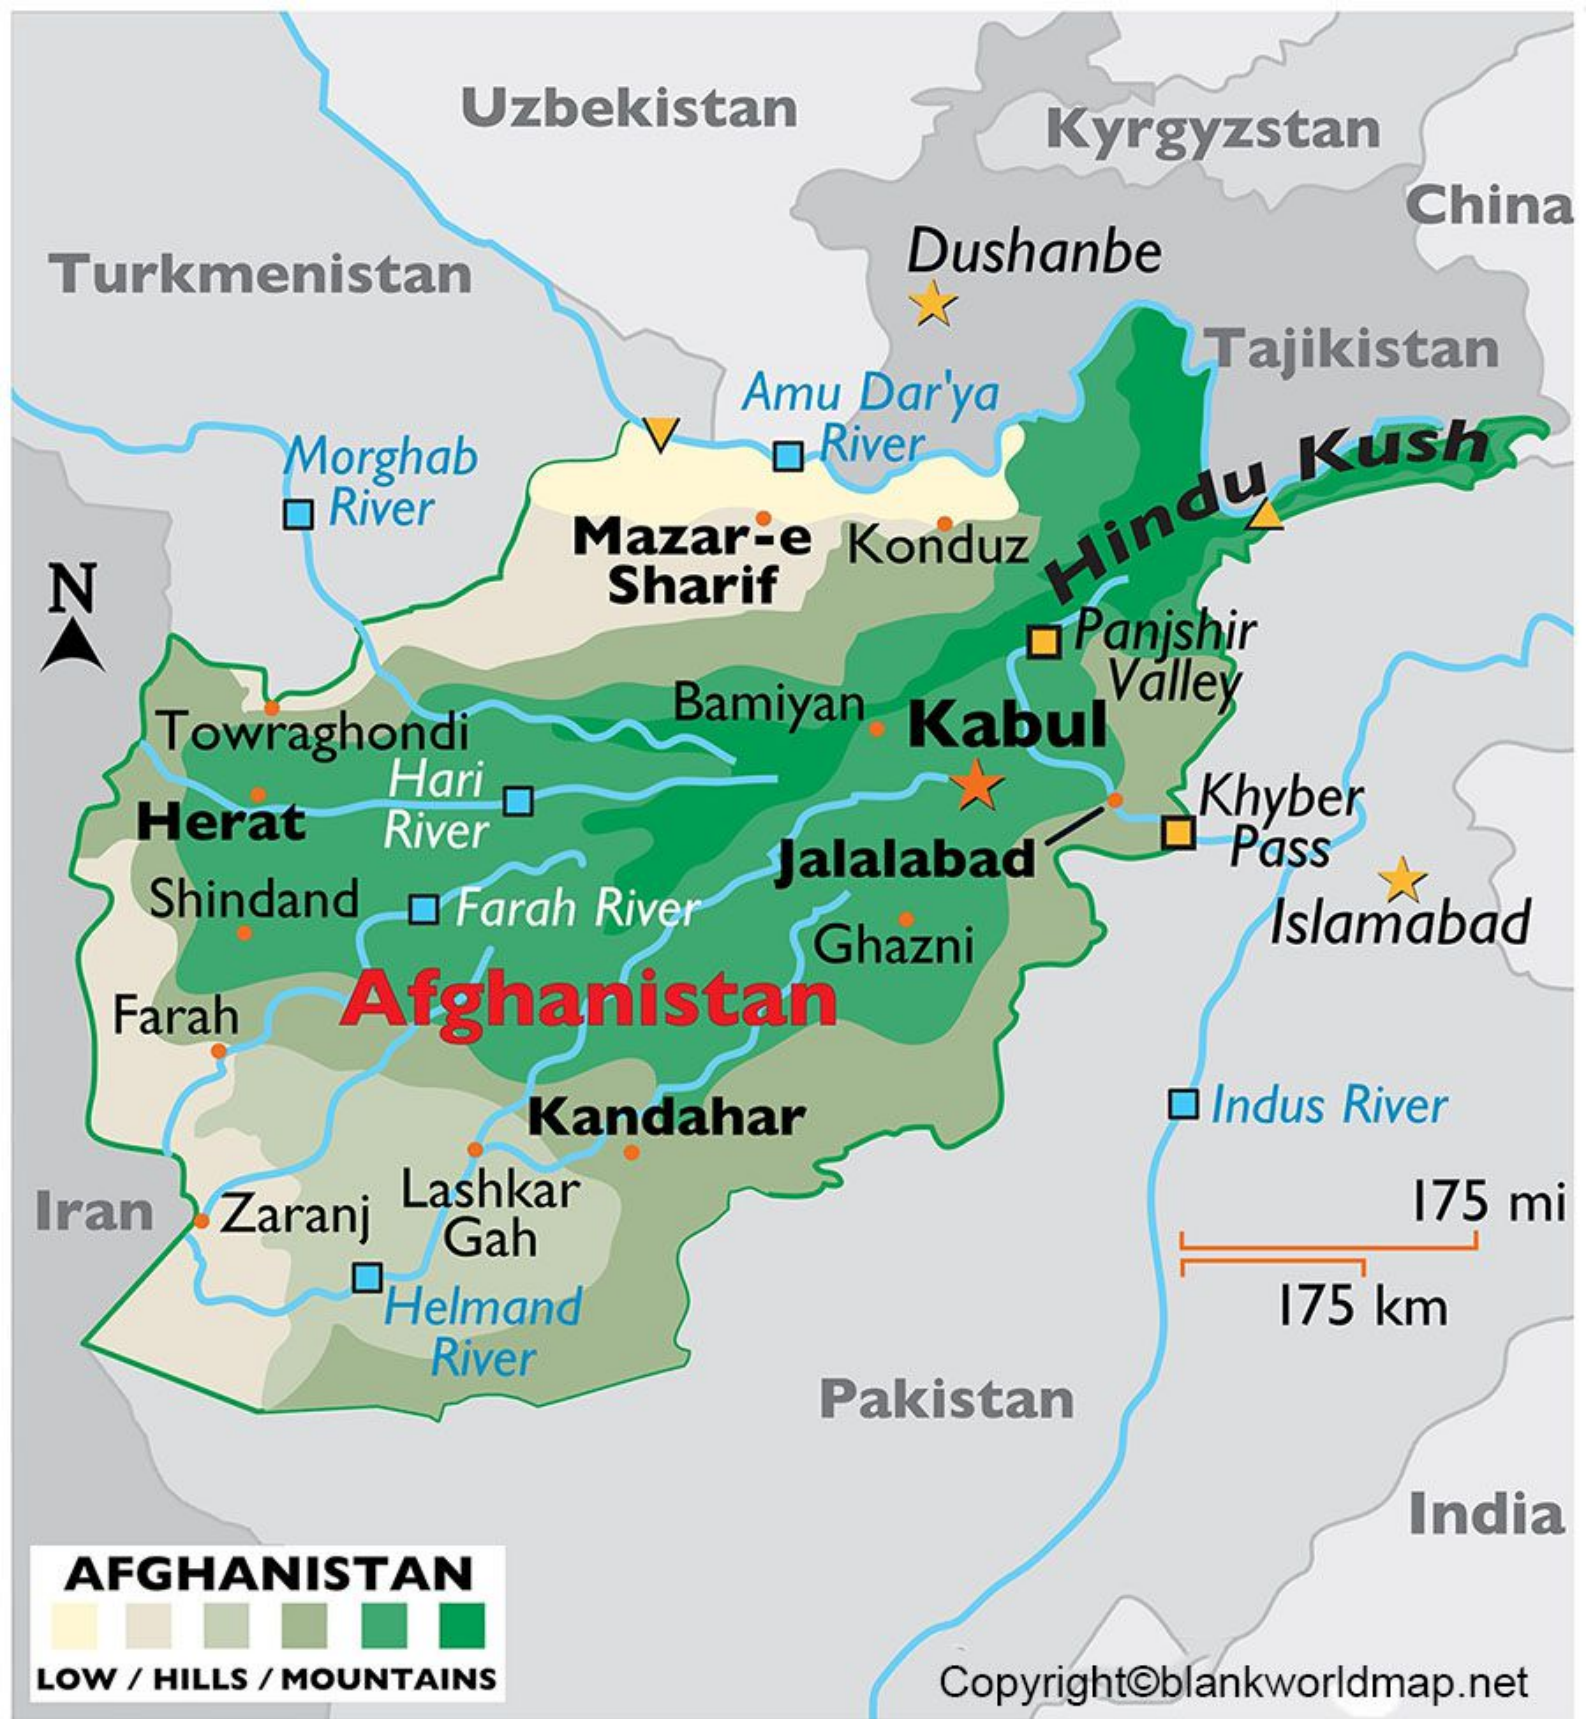 Uzbekistan
Kyrgyzstan
China
Dushanbe
Turkmenistan
Tajikistan
Amu Dar'ya
River
Morghab
River
Hindu Kush
Mazar-e
Sharif
Konduz
N
Panjshir
Valley
Bamiyan
Kabul
Towraghondi
Hari
River
Khyber
Pass
Herat
Jalalabad
Shindand
Farah River
Islamabad
Ghazni
Afghanistan
Farah
Kandahar
Indus River
Iran
Zaranj
Lashkar
Gah
175 mi
175 km
Helmand
River
Pakistan
India
AFGHANISTAN
LOW / HILLS / MOUNTAINS
Copyright©blankworldmap.net